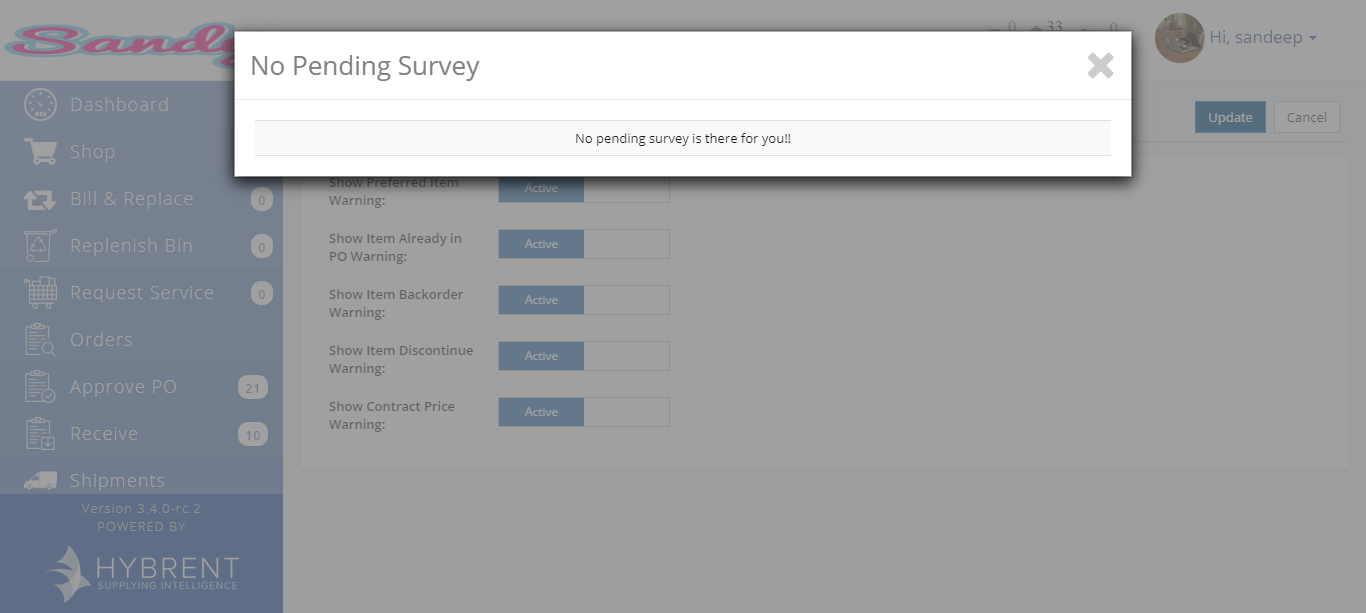 Sandy
0
33
0
Hi, sandeep
No Pending Survey
No pending survey is there for you!!
Update
Cancel
Dashboard
Shop
Bill & Replace
0
Replenish Bin
0
Request Service
0
Orders
Approve PO
21
Receive
10
Shipments
Version 3.4.0-rc.2
POWERED BY
HYBRENT
SUPPLYING INTELLIGENCE
Show Preferred Item
Warning:
Active
Show Item Already in
PO Warning:
Active
Show Item Backorder
Warning:
Active
Show Item Discontinue
Warning:
Active
Show Contract Price
Warning:
Active